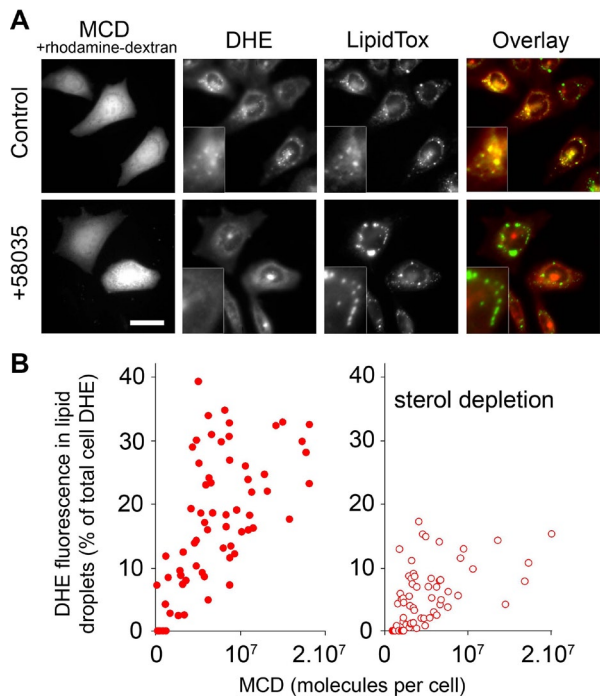 A
MCD
+rhodamine-dextran
DHE
LipidTox
Overlay
Control
+58035
B
DHE fluorescence in lipid
droplets (% of total cell DHE)
40
30
20
10
0
0
10⁷
2.10⁷
sterol depletion
40
30
20
10
0
0
10⁷
2.10⁷
MCD (molecules per cell)